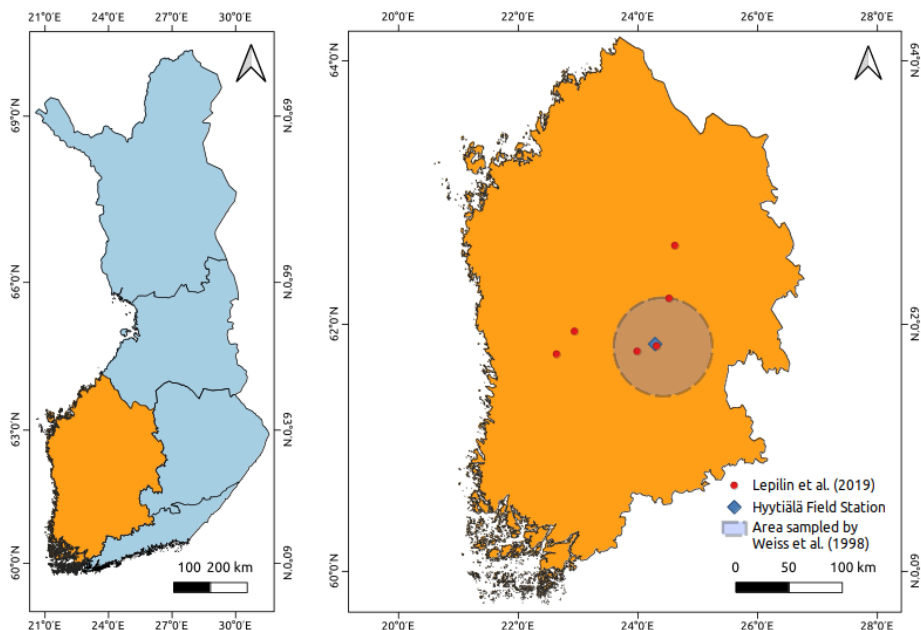 21°0'E 24°0'E 27°0'E 30°0'E
69°0'N
66°0'N
63°0'N
60°0'N
69°0'N
66°0'N
63°0'N
60°0'N
100 200 km
21°0'E 24°0'E 27°0'E 30°0'E
20°0'E 22°0'E 24°0'E 26°0'E 28°0'E
64°0'N
62°0'N
60°0'N
64°0'N
62°0'N
60°0'N
Lepilin et al. (2019)
Hyytiälä Field Station
Area sampled by
Weiss et al. (1998)
0 50 100 km
20°0'E 22°0'E 24°0'E 26°0'E 28°0'E